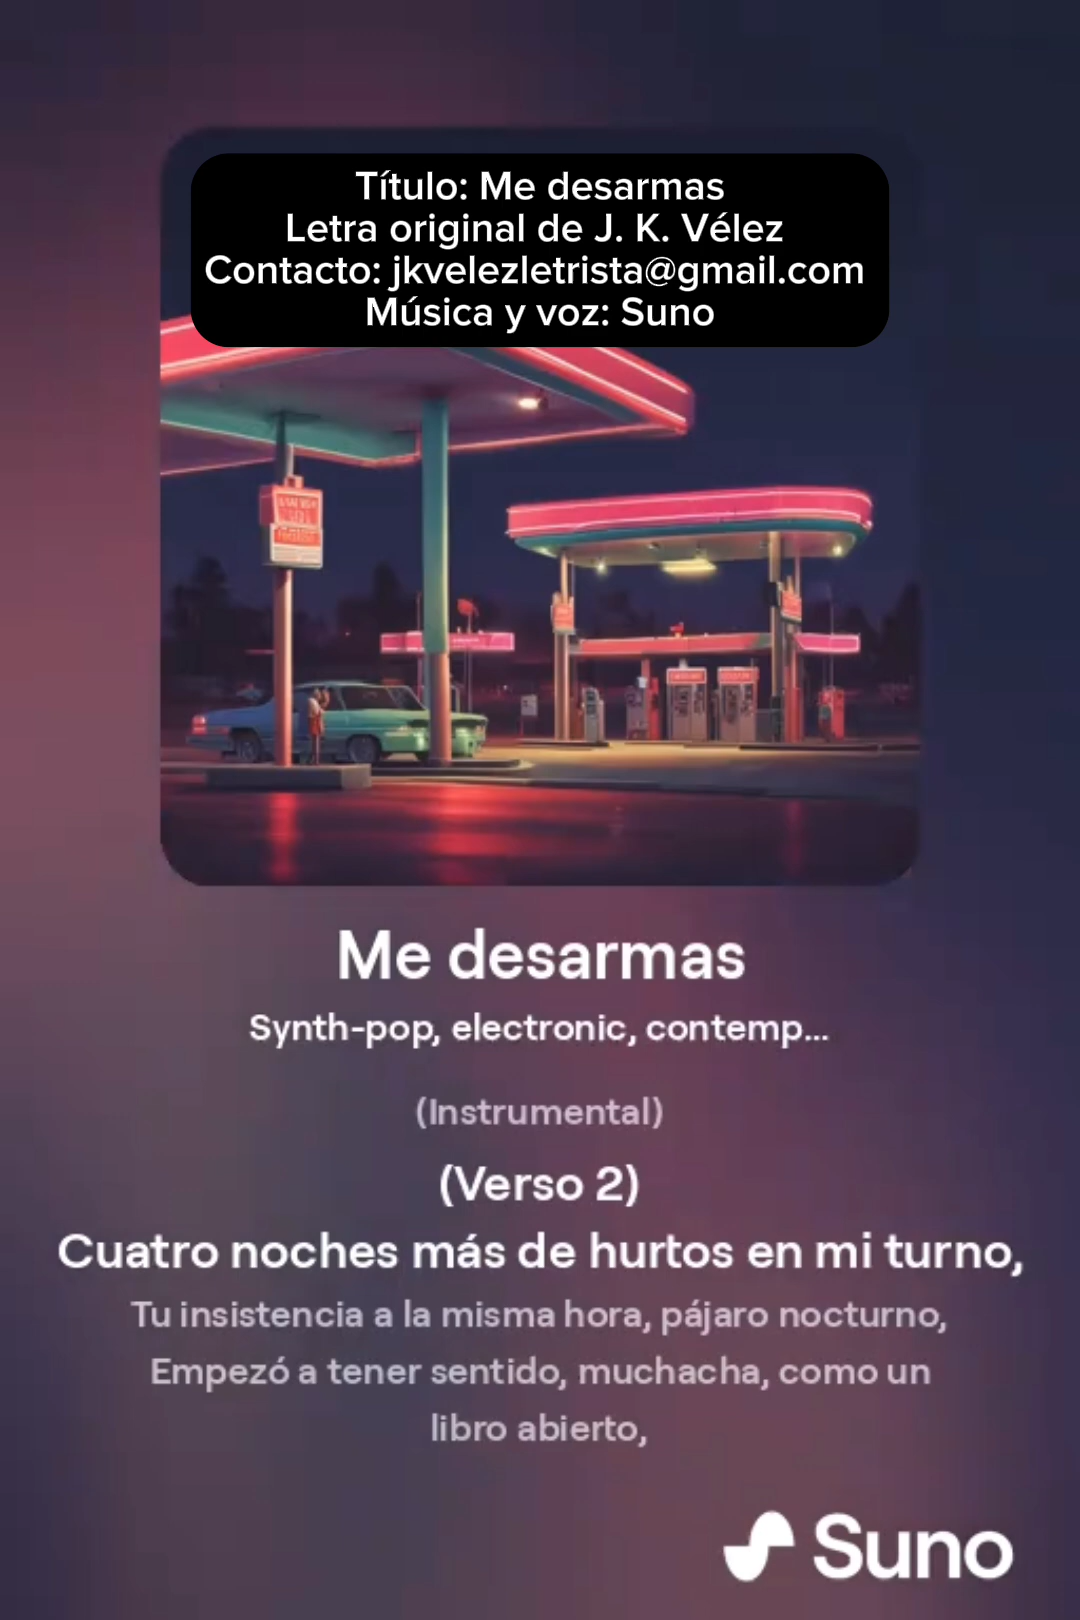 Título: Me desarmas
Letra original de J. K. Vélez
Contacto: jkvelezletrista@gmail.com
Música y voz: Suno
Me desarmas
Synth-pop, electronic, contemp...
(Instrumental)
(Verso 2)
Cuatro noches más de hurtos en mi turno,
Tu insistencia a la misma hora, pájaro nocturno,
Empezó a tener sentido, muchacha, como un
libro abierto,
Suno